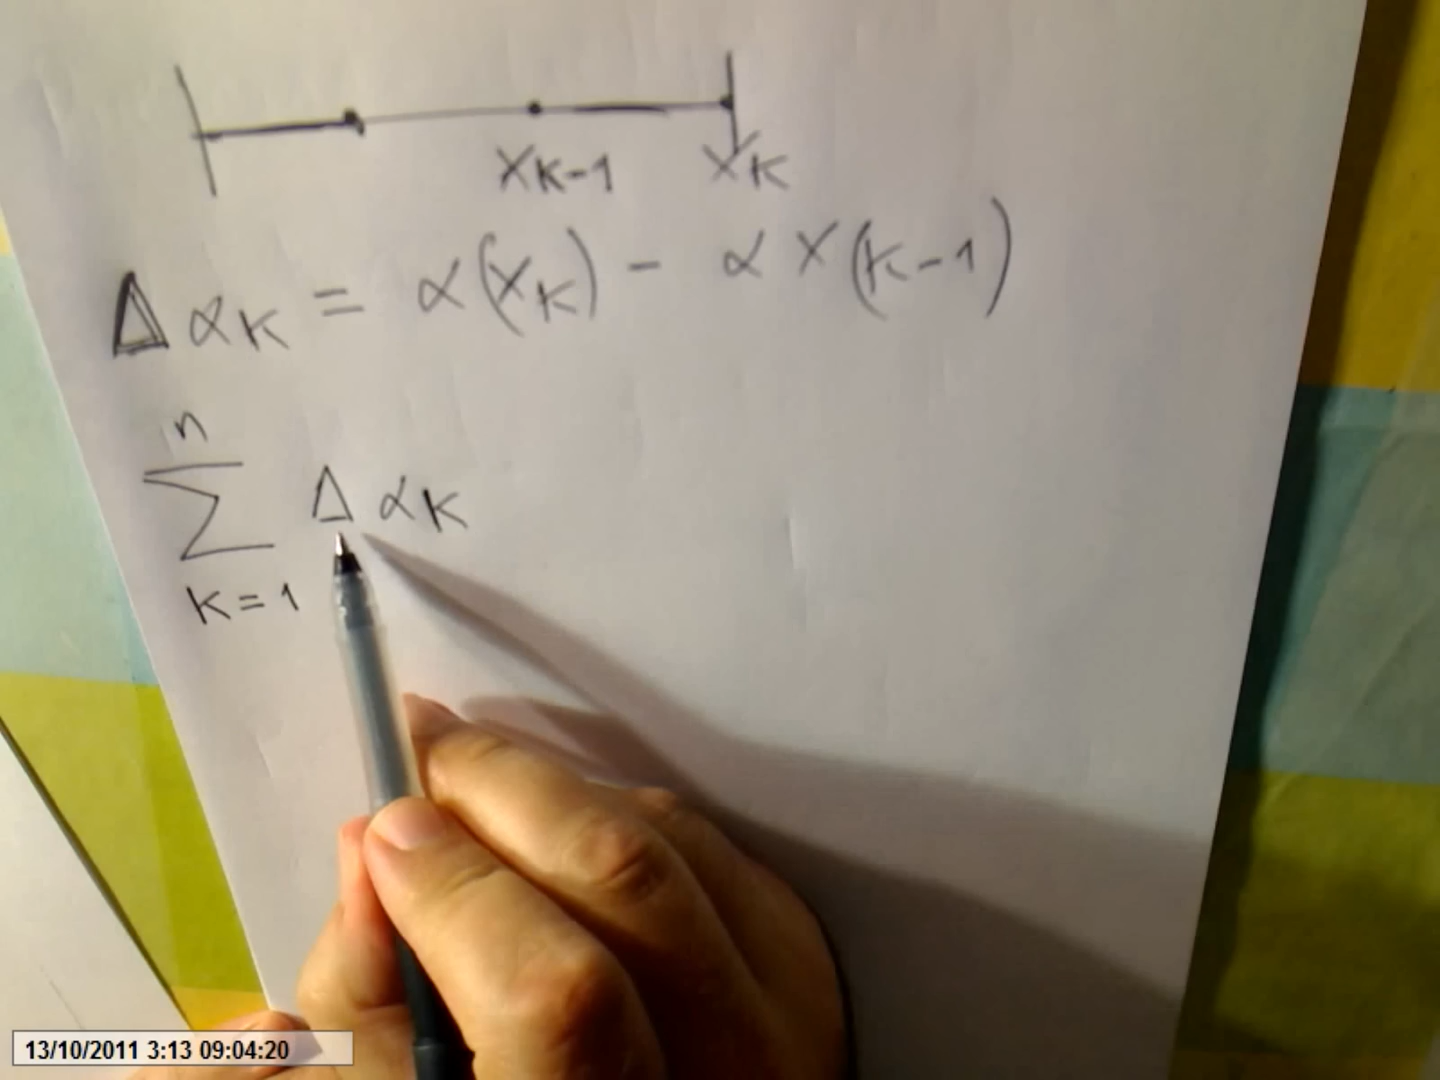 xK-1 xK
ΔαK = α(xK) - αx(K-1)
n
∑ ΔαK
K=1
13/10/2011 3:13 09:04:20